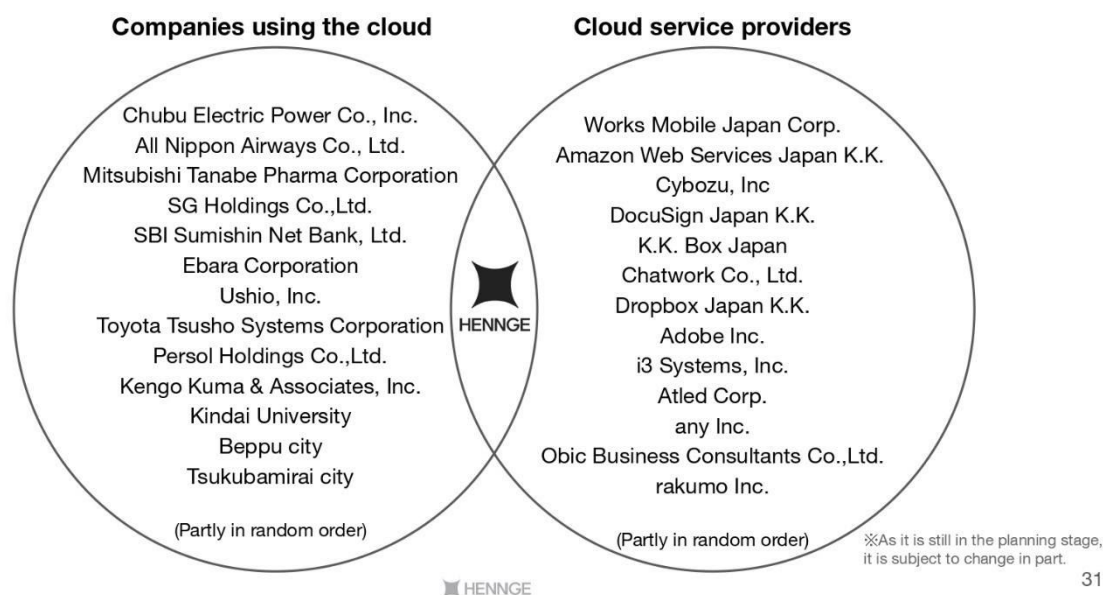 Companies using the cloud
Chubu Electric Power Co., Inc.
All Nippon Airways Co., Ltd.
Mitsubishi Tanabe Pharma Corporation
SG Holdings Co.,Ltd.
SBI Sumishin Net Bank, Ltd.
Ebara Corporation
Ushio, Inc.
Toyota Tsusho Systems Corporation
Persol Holdings Co.,Ltd.
Kengo Kuma & Associates, Inc.
Kindai University
Beppu city
Tsukubamirai city
(Partly in random order)
HENNGE
Cloud service providers
Works Mobile Japan Corp.
Amazon Web Services Japan K.K.
Cybozu, Inc
DocuSign Japan K.K.
K.K. Box Japan
Chatwork Co., Ltd.
Dropbox Japan K.K.
Adobe Inc.
i3 Systems, Inc.
Atled Corp.
any Inc.
Obic Business Consultants Co.,Ltd.
rakumo Inc.
(Partly in random order)
※As it is still in the planning stage,
it is subject to change in part.
HENNGE
31